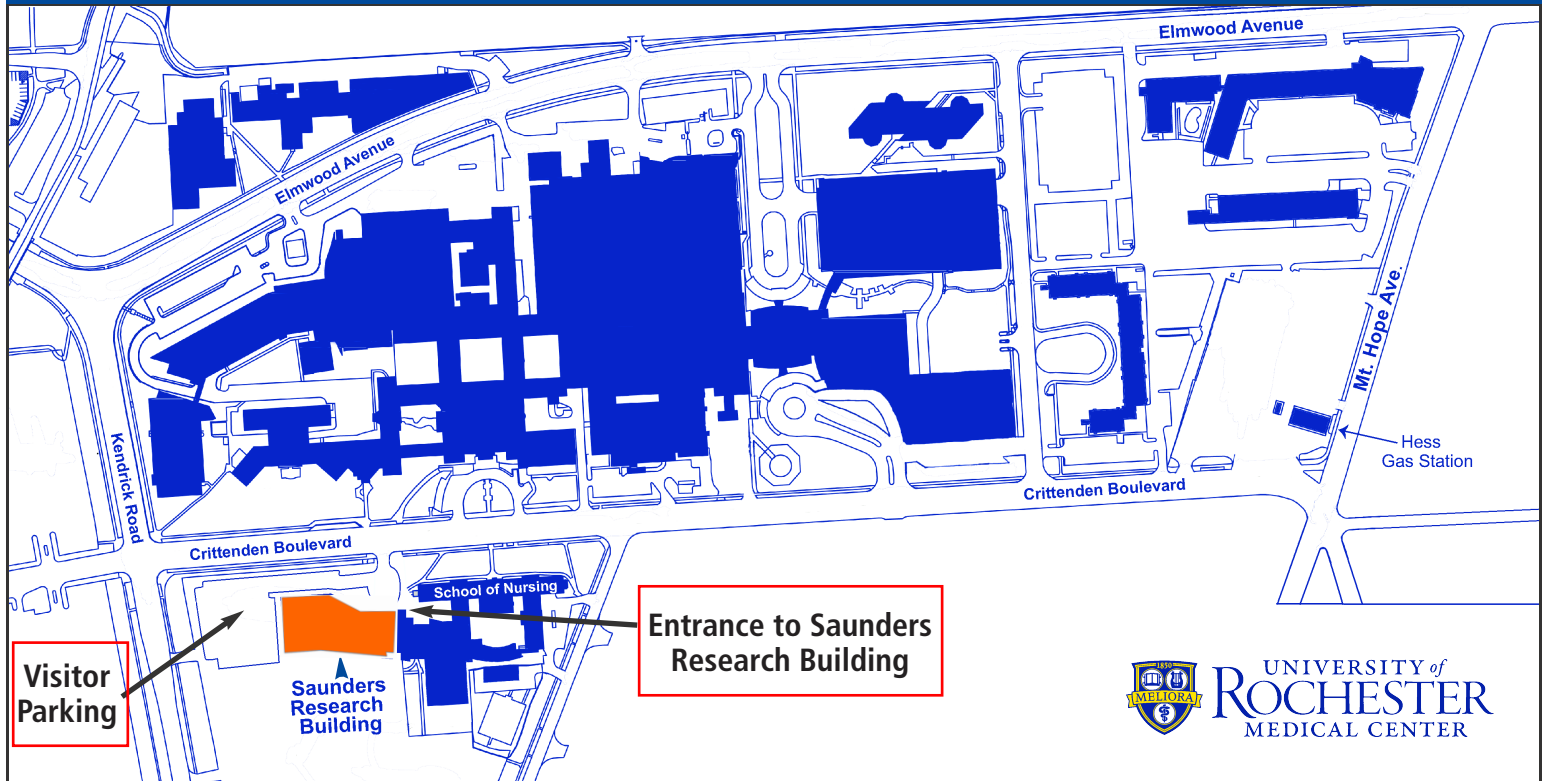 Elmwood Avenue
Elmwood Avenue
Mt. Hope Ave.
Kendrick Road
Hess
Gas Station
Crittenden Boulevard
Crittenden Boulevard
School of Nursing
Entrance to Saunders
Research Building
Visitor
Parking
Saunders
Research
Building
1850
MELIORA
UNIVERSITY of
ROCHESTER
MEDICAL CENTER